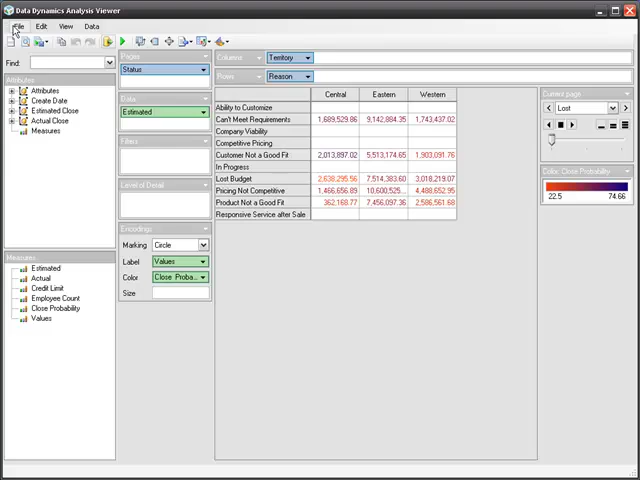 Data Dynamics Analysis Viewer
File Edit View Data
Find:
Attributes
Attributes
Create Date
Estimated Close
Actual Close
Measures
Measures
Estimated
Actual
Credit Limit
Employee Count
Close Probability
Values
Pages
Status
Data
Estimated
Filters
Level of Detail
Encodings
Marking Circle
Label Values
Color Close Proba...
Size
Columns Territory
Rows Reason
Central Eastern Western
Ability to Customize
Can't Meet Requirements 1,689,529.86 9,142,884.35 1,743,437.02
Company Viability
Competitive Pricing
Customer Not a Good Fit 2,013,897.02 5,513,174.65 1,903,091.76
In Progress
Lost Budget 2,638,295.56 7,514,383.60 3,018,219.07
Pricing Not Competitive 1,466,656.89 10,600,525... 4,488,652.95
Product Not a Good Fit 362,168.77 7,456,097.36 2,586,561.68
Responsive Service after Sale
Current page
Lost
Color: Close Probability
22.5 74.66